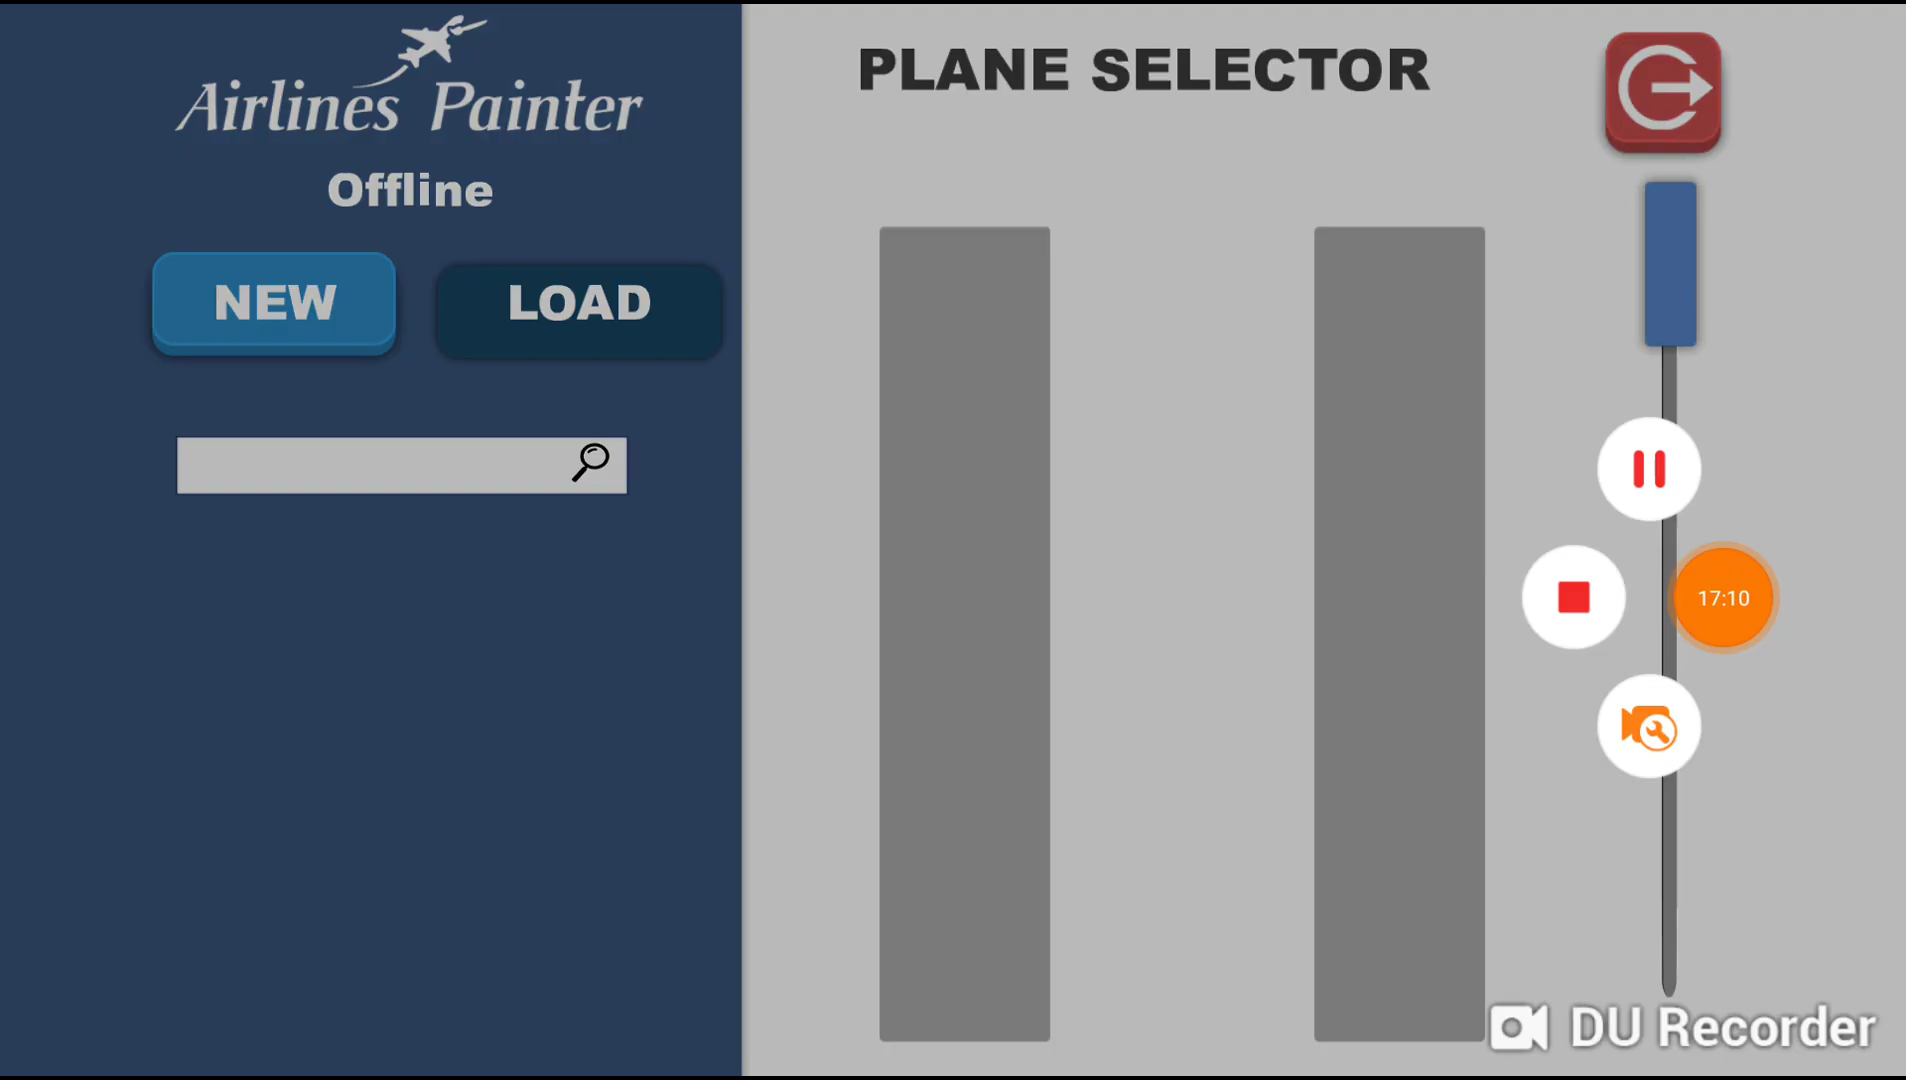 Airlines Painter
Offline
NEW
LOAD
PLANE SELECTOR
17:10
DU Recorder